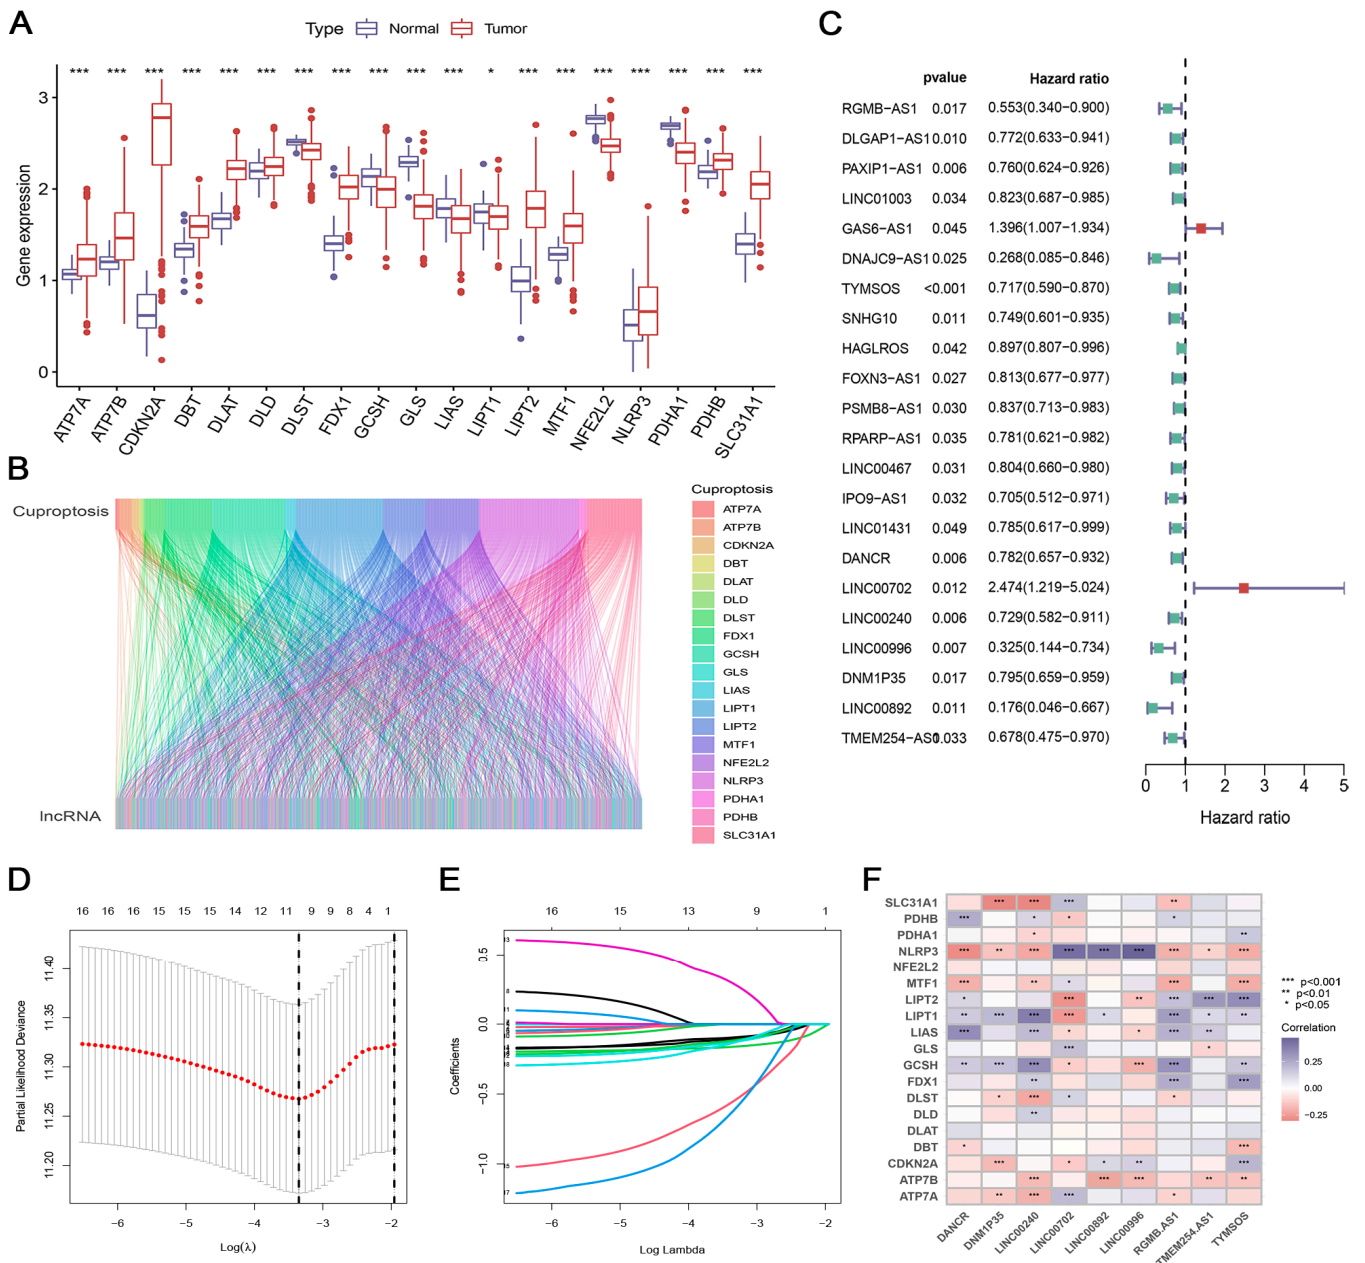 A
Type Normal Tumor
*** *** *** *** *** *** *** *** *** *** *** * *** *** *** *** *** *** ***
Gene expression
3
2
1
0
ATP7A ATP7B CDKN2A DBT DLAT DLD DLST FDX1 GCSH GLS LIAS LIPT1 LIPT2 MTF1 NFE2L2 NLRP3 PDHA1 PDHB SLC31A1
B
Cuproptosis
lncRNA
Cuproptosis
ATP7A
ATP7B
CDKN2A
DBT
DLAT
DLD
DLST
FDX1
GCSH
GLS
LIAS
LIPT1
LIPT2
MTF1
NFE2L2
NLRP3
PDHA1
PDHB
SLC31A1
C
pvalue Hazard ratio
RGMB−AS1 0.017 0.553(0.340−0.900)
DLGAP1−AS1 0.010 0.772(0.633−0.941)
PAXIP1−AS1 0.006 0.760(0.624−0.926)
LINC01003 0.034 0.823(0.687−0.985)
GAS6−AS1 0.045 1.396(1.007−1.934)
DNAJC9−AS1 0.025 0.268(0.085−0.846)
TYMSOS <0.001 0.717(0.590−0.870)
SNHG10 0.011 0.749(0.601−0.935)
HAGLROS 0.042 0.897(0.807−0.996)
FOXN3−AS1 0.027 0.813(0.677−0.977)
PSMB8−AS1 0.030 0.837(0.713−0.983)
RPARP−AS1 0.035 0.781(0.621−0.982)
LINC00467 0.031 0.804(0.660−0.980)
IPO9−AS1 0.032 0.705(0.512−0.971)
LINC01431 0.049 0.785(0.617−0.999)
DANCR 0.006 0.782(0.657−0.932)
LINC00702 0.012 2.474(1.219−5.024)
LINC00240 0.006 0.729(0.582−0.911)
LINC00996 0.007 0.325(0.144−0.734)
DNM1P35 0.017 0.795(0.659−0.959)
LINC00892 0.011 0.176(0.046−0.667)
TMEM254−AS1 0.033 0.678(0.475−0.970)
0 1 2 3 4 5
Hazard ratio
D
16 16 16 15 15 15 14 12 11 9 9 8 4 1
Partial Likelihood Deviance
11.40
11.35
11.30
11.25
11.20
−6 −5 −4 −3 −2
Log(λ)
E
16 15 13 9 1
Coefficients
0.5
0.0
−0.5
−1.0
−6 −5 −4 −3 −2
Log Lambda
F
SLC31A1 *** *** *** **
PDHB *** * * *
PDHA1 * **
NLRP3 *** ** *** *** *** *** *** * ***
NFE2L2
MTF1 *** ** * *** ***
LIPT2 * *** ** *** *** ***
LIPT1 ** *** *** *** * *** * **
LIAS *** *** * * *** **
GLS *** *
GCSH ** *** *** * *** *** **
FDX1 ** *** ***
DLST * *** * *
DLD **
DLAT
DBT * ***
CDKN2A *** * * ** ***
ATP7B *** *** *** ** **
ATP7A ** *** *** *
DANCR DNM1P35 LINC00240 LINC00702 LINC00892 LINC00996 RGMB.AS1 TMEM254.AS1 TYMSOS
*** p<0.001
** p<0.01
* p<0.05
Correlation
0.25
0.00
−0.25